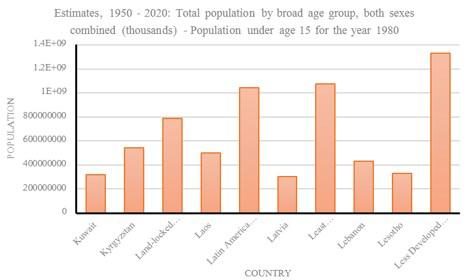 Estimates, 1950 - 2020: Total population by broad age group, both sexes
combined (thousands) - Population under age 15 for the year 1980
1.4E+09
1.2E+09
1E+09
800000000
600000000
400000000
200000000
0
POPULATION
Kuwait
Kyrgyzstan
Land-locked…
Laos
Latin America…
Latvia
Least…
Lebanon
Lesotho
Less Developed…
COUNTRY